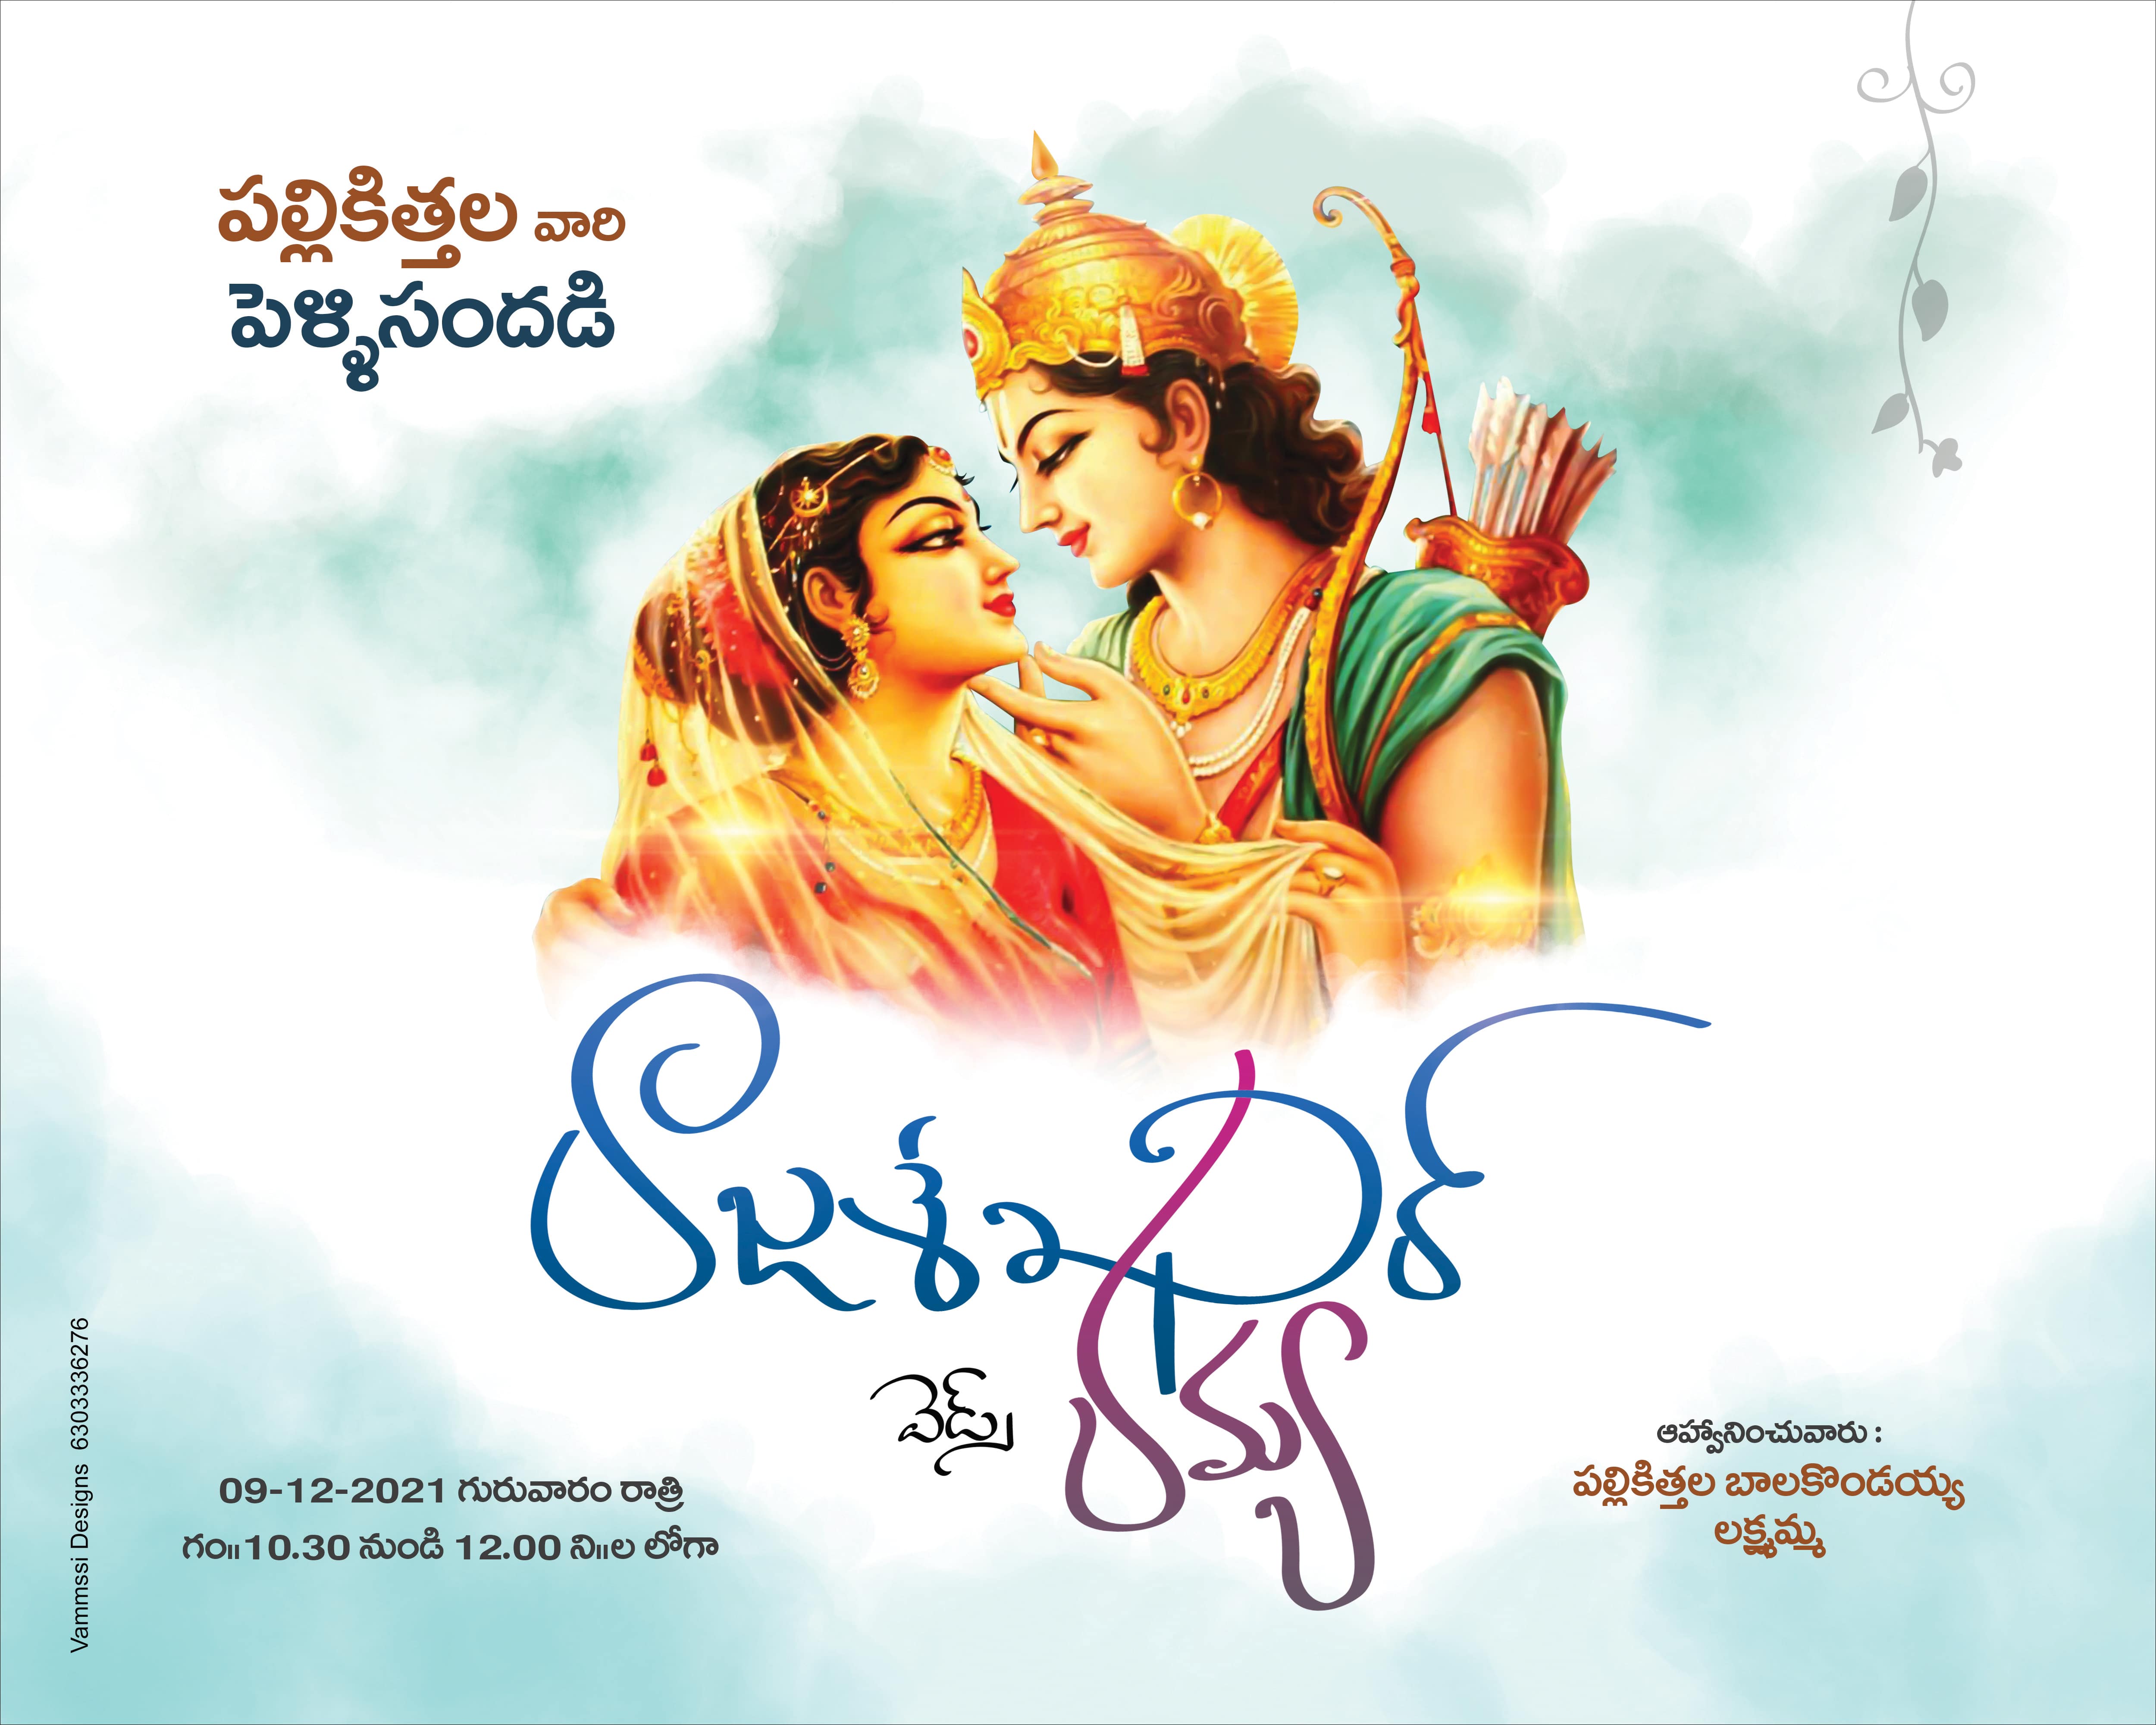 పల్లికిత్తల వారి
పెళ్ళిసందడి
రాజశేఖర్
వెడ్స్
రమ్య
09-12-2021 గురువారం రాత్రి
గం॥10.30 నుండి 12.00 ని॥ల లోగా
ఆహ్వానించువారు :
పల్లికిత్తల బాలకొండయ్య
లక్ష్మమ్మ
Vammssi Designs 6303336276